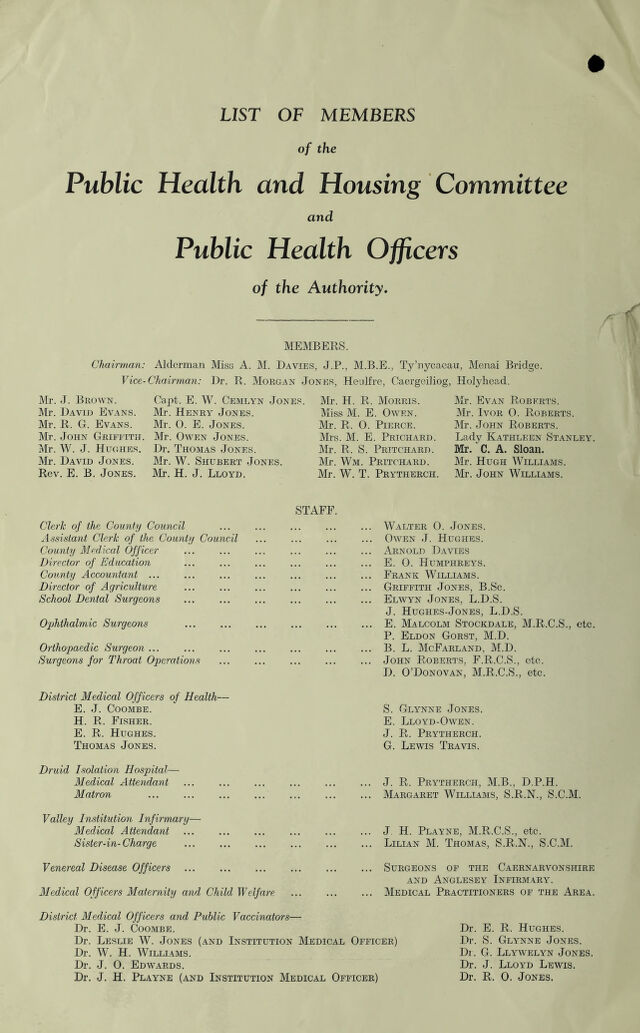 LIST OF MEMBERS
of the
Public Health and Housing Committee
and
Public Health Officers
of the Authority.
MEMBERS.
Chairman: Alderman Miss A. M. DAVIES, J.P., M.B.E., Ty'nycaeau, Menai Bridge.
Vice-Chairman: Dr. R. MORGAN JONES, Heulfre, Caergeiliog, Holyhead.
Mr. J. BROWN. Capt. E. W. CEMLYN JONES. Mr. H. R. MORRIS. Mr. EVAN ROBERTS.
Mr. DAVID EVANS. Mr. HENRY JONES. Miss M. E. OWEN. Mr. IVOR O. ROBERTS.
Mr. R. G. EVANS. Mr. O. E. JONES. Mr. R. O. PIERCE. Mr. JOHN ROBERTS.
Mr. JOHN GRIFFITH. Mr. OWEN JONES. Mrs. M. E. PRICHARD. Lady KATHLEEN STANLEY.
Mr. W. J. HUGHES. Dr. THOMAS JONES. Mr. R. S. PRITCHARD. Mr. C. A. Sloan.
Mr. DAVID JONES. Mr. W. SHUBERT JONES. Mr. WM. PRITCHARD. Mr. HUGH WILLIAMS.
Rev. E. B. JONES. Mr. H. J. LLOYD. Mr. W. T. PRYTHERCH. Mr. JOHN WILLIAMS.
STAFF.
Clerk of the County Council ... ... ... ... ... WALTER O. JONES.
Assistant Clerk of the County Council ... ... ... ... OWEN J. HUGHES.
County Medical Officer ... ... ... ... ... ... ARNOLD DAVIES
Director of Education ... ... ... ... ... ... E. O. HUMPHREYS.
County Accountant ... ... ... ... ... ... ... FRANK WILLIAMS.
Director of Agriculture ... ... ... ... ... ... GRIFFITH JONES, B.Sc.
School Dental Surgeons ... ... ... ... ... ... ELWYN JONES, L.D.S.
J. HUGHES-JONES, L.D.S.
Ophthalmic Surgeons ... ... ... ... ... ... E. MALCOLM STOCKDALE, M.R.C.S., etc.
P. ELDON GORST, M.D.
Orthopaedic Surgeon ... ... ... ... ... ... ... B. L. MCFARLAND, M.D.
Surgeons for Throat Operations ... ... ... ... ... JOHN ROBERTS, F.R.C.S., etc.
D. O'DONOVAN, M.R.C.S., etc.
District Medical Officers of Health—
E. J. COOMBE. S. GLYNNE JONES.
H. R. FISHER. E. LLOYD-OWEN.
E. R. HUGHES. J. R. PRYTHERCH.
THOMAS JONES. G. LEWIS TRAVIS.
Druid Isolation Hospital—
Medical Attendant ... ... ... ... ... ... J. R. PRYTHERCH, M.B., D.P.H.
Matron ... ... ... ... ... ... ... MARGARET WILLIAMS, S.R.N., S.C.M.
Valley Institution Infirmary—
Medical Attendant ... ... ... ... ... ... J. H. PLAYNE, M.R.C.S., etc.
Sister-in-Charge ... ... ... ... ... ... LILIAN M. THOMAS, S.R.N., S.C.M.
Venereal Disease Officers ... ... ... ... ... ... SURGEONS OF THE CAERNARVONSHIRE
AND ANGLESEY INFIRMARY.
Medical Officers Maternity and Child Welfare ... ... ... MEDICAL PRACTITIONERS OF THE AREA.
District Medical Officers and Public Vaccinators—
Dr. E. J. COOMBE. Dr. E. R. HUGHES.
Dr. LESLIE W. JONES (AND INSTITUTION MEDICAL OFFICER) Dr. S. GLYNNE JONES.
Dr. W. H. WILLIAMS. Dr. G. LLYWELYN JONES.
Dr. J. O. EDWARDS. Dr. J. LLOYD LEWIS.
Dr. J. H. PLAYNE (AND INSTITUTION MEDICAL OFFICER) Dr. R. O. JONES.